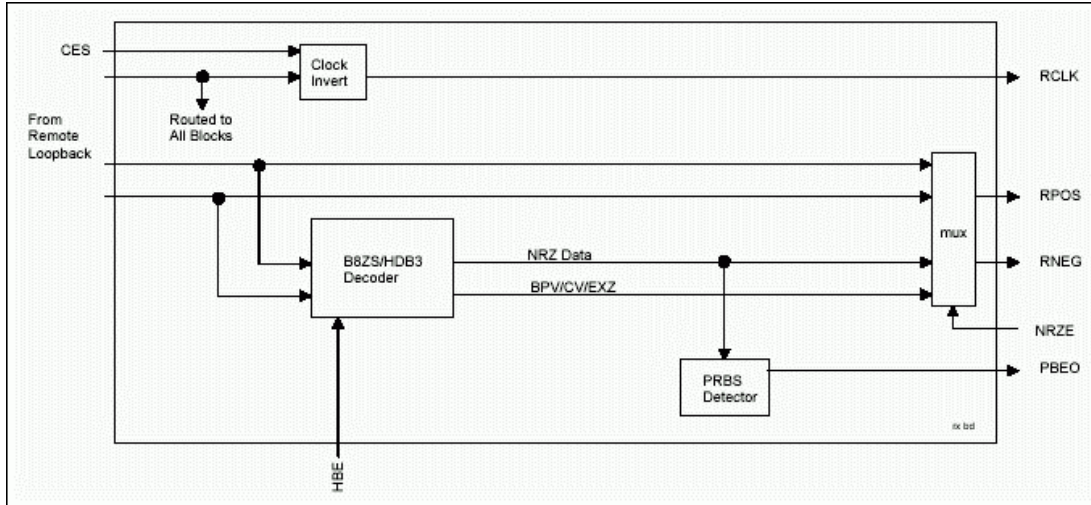 CES
Clock
Invert
RCLK
From
Remote
Loopback
Routed to
All Blocks
RPOS
mux
B8ZS/HDB3
Decoder
NRZ Data
RNEG
BPV/CV/EXZ
NRZE
PRBS
Detector
PBEO
rx bd
HBE